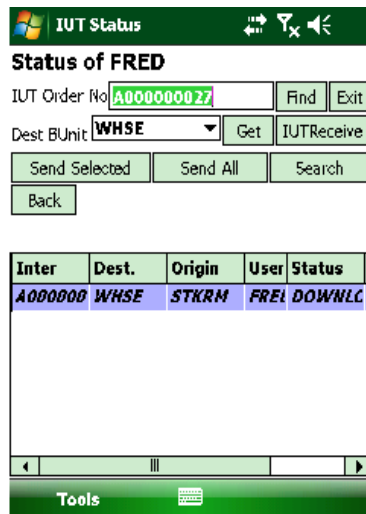 IUT Status
Status of FRED
IUT Order No A000000027 Find Exit
Dest BUnit WHSE Get IUTReceive
Send Selected Send All Search
Back
Inter Dest. Origin User Status
A000000 WHSE STKRM FREI DOWNLC
Tools